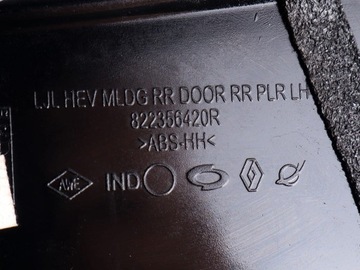 LJL HEV MLDG RR DOOR RR PLR LH
822356420R
>ABS-HH<
AWE IND